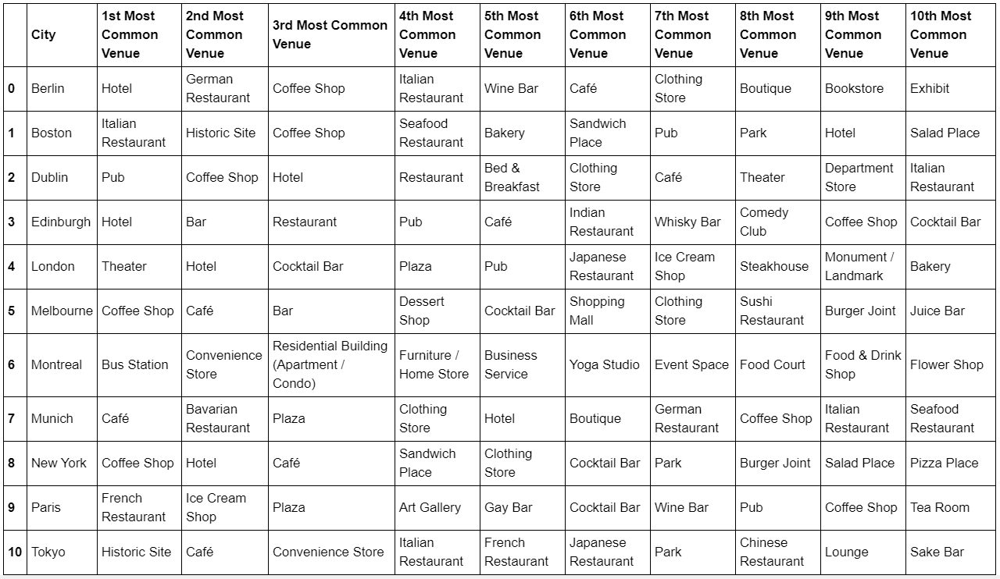 City | 1st Most Common Venue | 2nd Most Common Venue | 3rd Most Common Venue | 4th Most Common Venue | 5th Most Common Venue | 6th Most Common Venue | 7th Most Common Venue | 8th Most Common Venue | 9th Most Common Venue | 10th Most Common Venue
0 | Berlin | Hotel | German Restaurant | Coffee Shop | Italian Restaurant | Wine Bar | Café | Clothing Store | Boutique | Bookstore | Exhibit
1 | Boston | Italian Restaurant | Historic Site | Coffee Shop | Seafood Restaurant | Bakery | Sandwich Place | Pub | Park | Hotel | Salad Place
2 | Dublin | Pub | Coffee Shop | Hotel | Restaurant | Bed & Breakfast | Clothing Store | Café | Theater | Department Store | Italian Restaurant
3 | Edinburgh | Hotel | Bar | Restaurant | Pub | Café | Indian Restaurant | Whisky Bar | Comedy Club | Coffee Shop | Cocktail Bar
4 | London | Theater | Hotel | Cocktail Bar | Plaza | Pub | Japanese Restaurant | Ice Cream Shop | Steakhouse | Monument / Landmark | Bakery
5 | Melbourne | Coffee Shop | Café | Bar | Dessert Shop | Cocktail Bar | Shopping Mall | Clothing Store | Sushi Restaurant | Burger Joint | Juice Bar
6 | Montreal | Bus Station | Convenience Store | Residential Building (Apartment / Condo) | Furniture / Home Store | Business Service | Yoga Studio | Event Space | Food Court | Food & Drink Shop | Flower Shop
7 | Munich | Café | Bavarian Restaurant | Plaza | Clothing Store | Hotel | Boutique | German Restaurant | Coffee Shop | Italian Restaurant | Seafood Restaurant
8 | New York | Coffee Shop | Hotel | Café | Sandwich Place | Clothing Store | Cocktail Bar | Park | Burger Joint | Salad Place | Pizza Place
9 | Paris | French Restaurant | Ice Cream Shop | Plaza | Art Gallery | Gay Bar | Cocktail Bar | Wine Bar | Pub | Coffee Shop | Tea Room
10 | Tokyo | Historic Site | Café | Convenience Store | Italian Restaurant | French Restaurant | Japanese Restaurant | Park | Chinese Restaurant | Lounge | Sake Bar